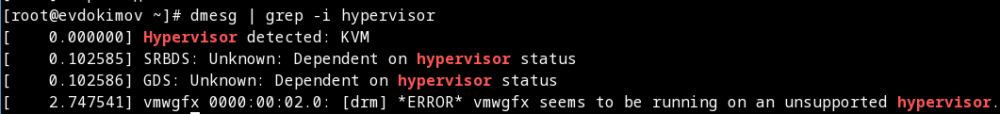 [root@evdokimov ~]# dmesg | grep -i hypervisor
[    0.000000] Hypervisor detected: KVM
[    0.102585] SRBDS: Unknown: Dependent on hypervisor status
[    0.102586] GDS: Unknown: Dependent on hypervisor status
[    2.747541] vmwgfx 0000:00:02.0: [drm] *ERROR* vmwgfx seems to be running on an unsupported hypervisor.